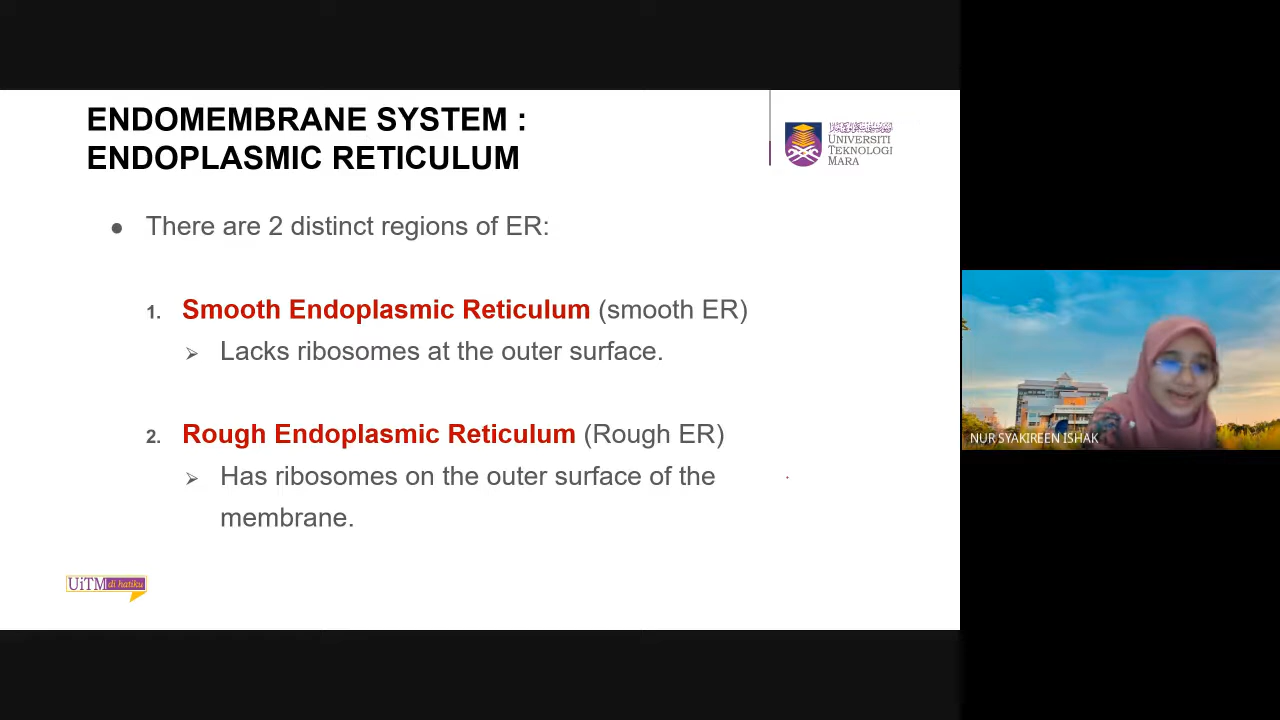 ENDOMEMBRANE SYSTEM :
ENDOPLASMIC RETICULUM
UNIVERSITI
TEKNOLOGI
MARA
● There are 2 distinct regions of ER:
1. Smooth Endoplasmic Reticulum (smooth ER)
➢ Lacks ribosomes at the outer surface.
2. Rough Endoplasmic Reticulum (Rough ER)
➢ Has ribosomes on the outer surface of the
membrane.
UiTM di hatiku
NUR SYAKIREEN ISHAK